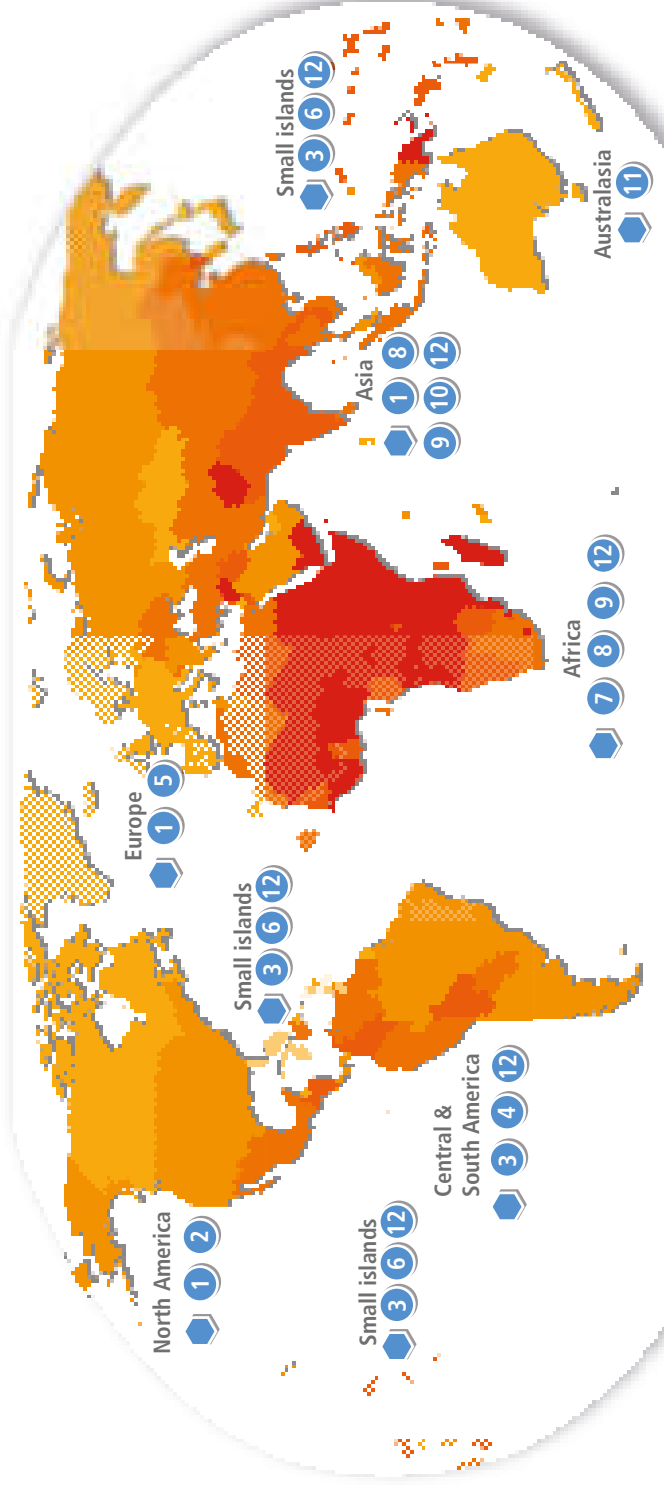 North America
1 2
Europe
1 5
Small islands
3 6 12
Small islands
3 6 12
Central &
South America
3 4 12
Africa
7 8 9 12
Asia
1 8
9 10 12
Small islands
3 6 12
Australasia
11